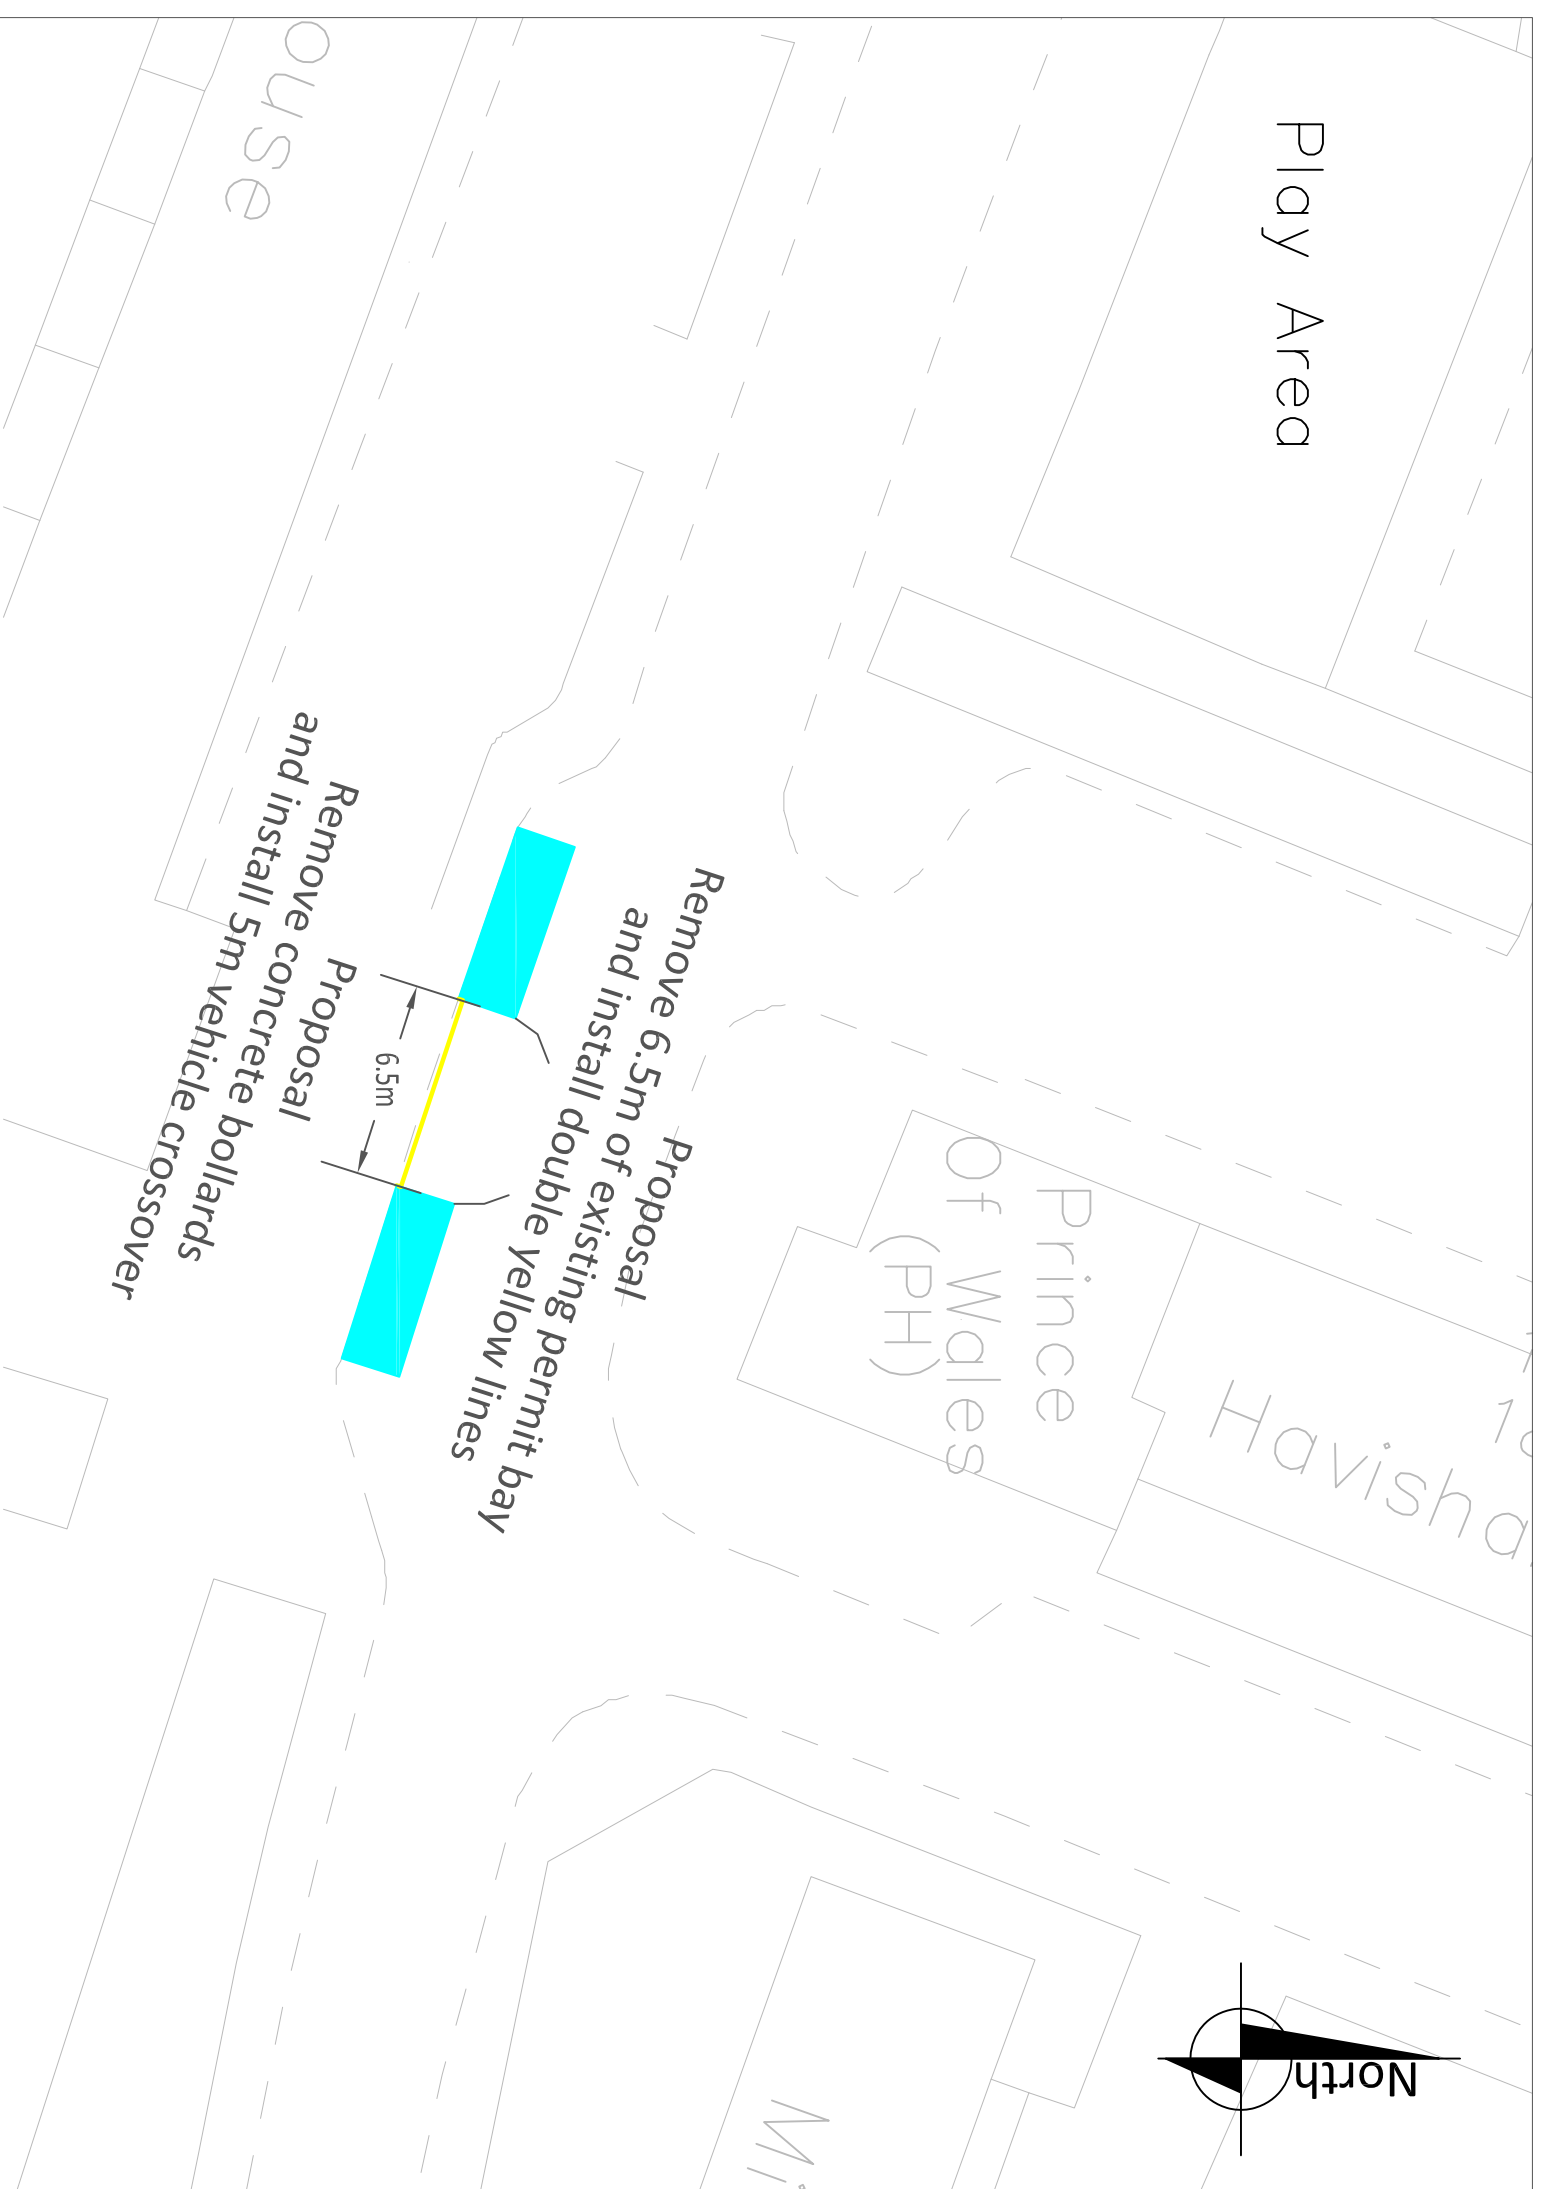 Play Area
ouse
Proposal
Remove 6.5m of existing permit bay
and install double yellow lines
Proposal
Remove concrete bollards
and install 5m vehicle crossover
6.5m
Prince
Of Wales
(PH)
Havisha
North